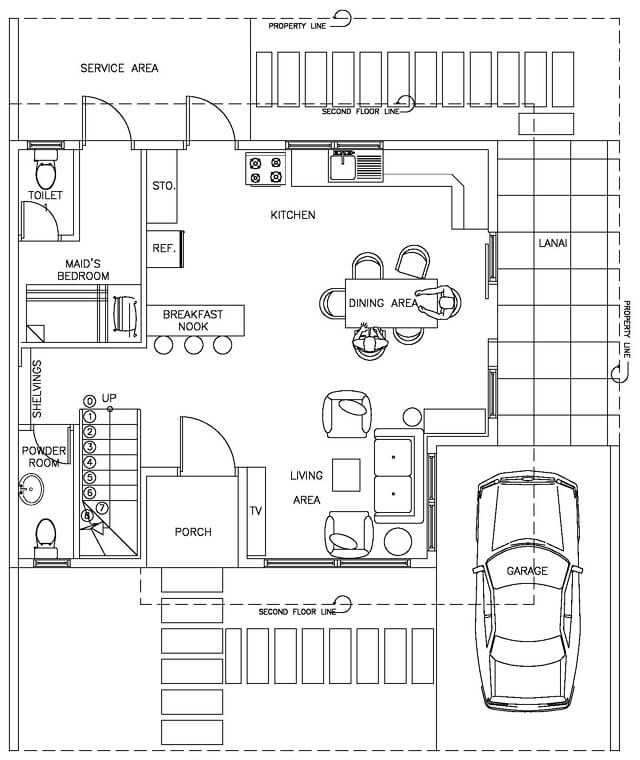 PROPERTY LINE
SERVICE AREA
SECOND FLOOR LINE
TOILET
1
STO.
KITCHEN
REF.
LANAI
MAID'S
BEDROOM
DINING AREA
BREAKFAST
NOOK
PROPERTY LINE
SHELVINGS
UP
0
1
2
3
4
5
6
7
8
POWDER
ROOM
LIVING
AREA
TV
PORCH
GARAGE
SECOND FLOOR LINE